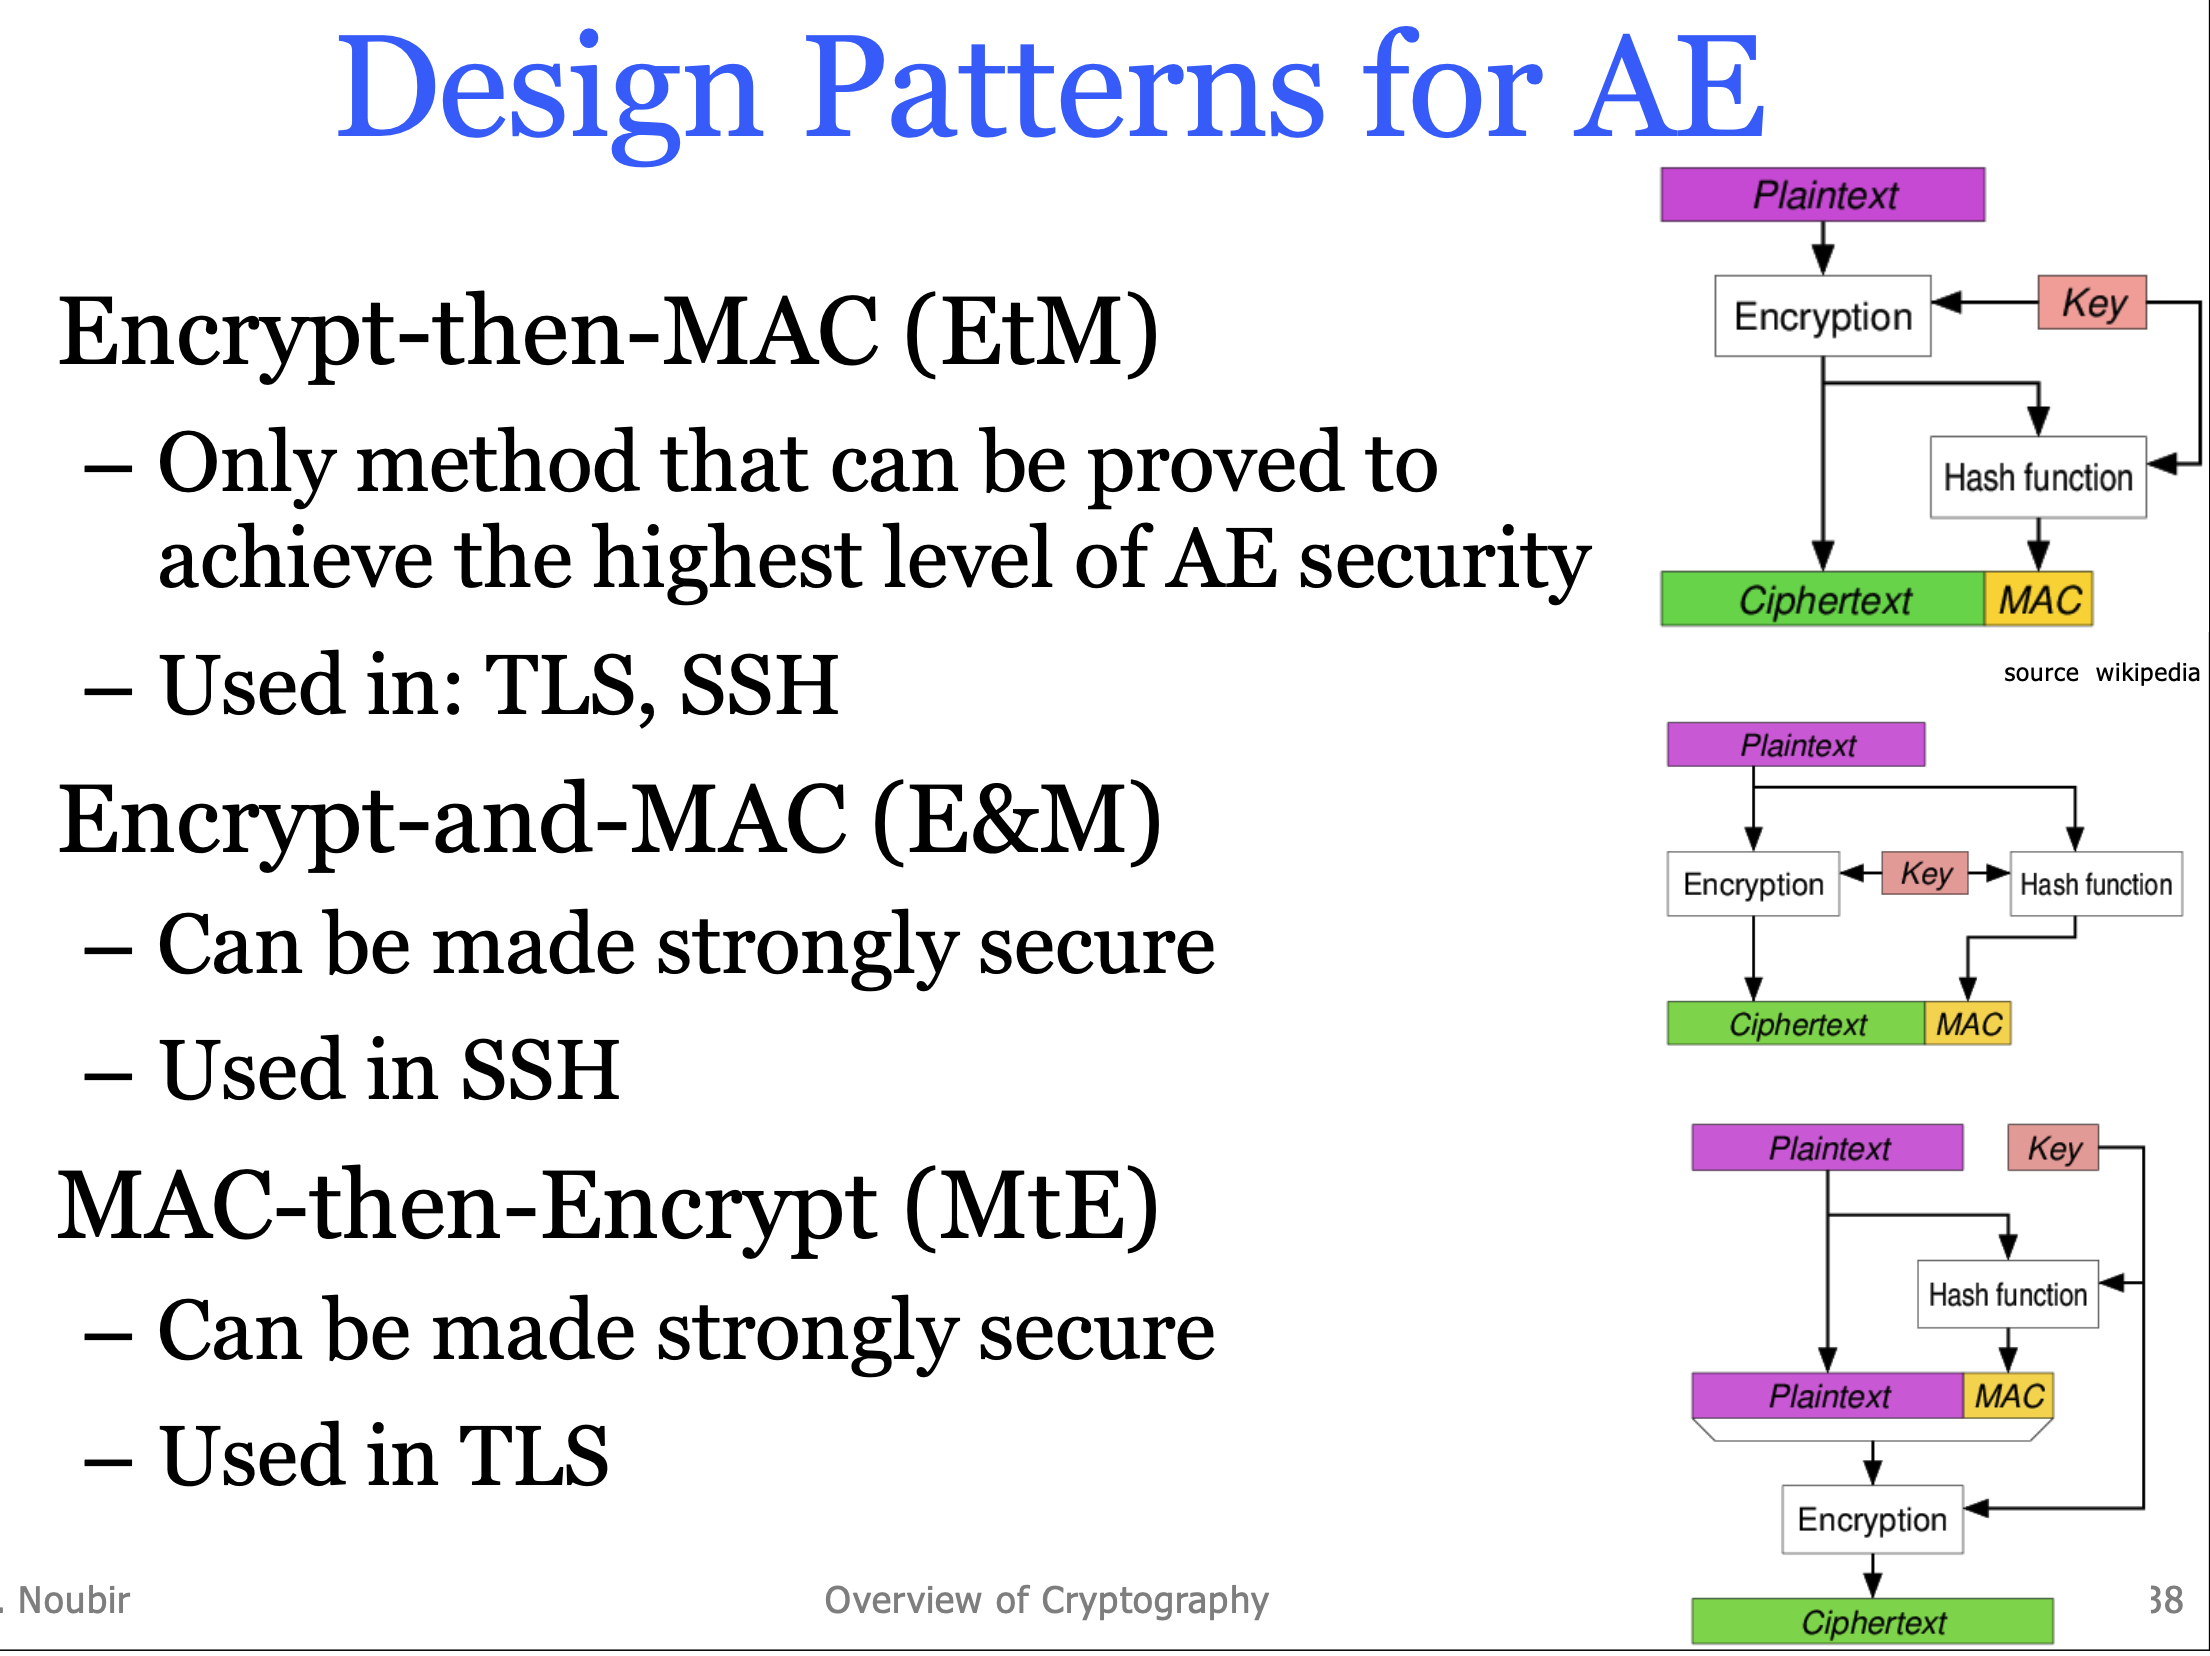 Design Patterns for AE
Encrypt-then-MAC (EtM)
– Only method that can be proved to
achieve the highest level of AE security
– Used in: TLS, SSH
Encrypt-and-MAC (E&M)
– Can be made strongly secure
– Used in SSH
MAC-then-Encrypt (MtE)
– Can be made strongly secure
– Used in TLS
Plaintext
Encryption
Key
Hash function
Ciphertext
MAC
source wikipedia
Plaintext
Encryption
Key
Hash function
Ciphertext
MAC
Plaintext
Key
Hash function
Plaintext
MAC
Encryption
Ciphertext
. Noubir
Overview of Cryptography
38